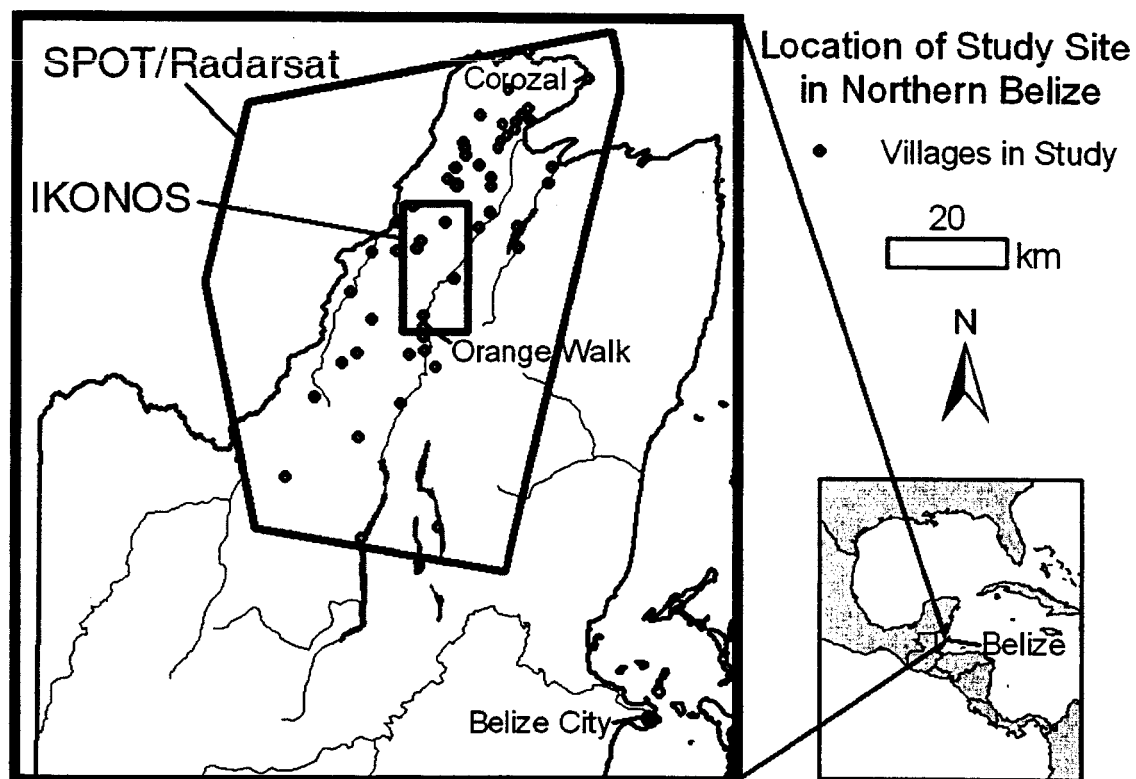 SPOT/Radarsat
Corozal
IKONOS
Orange Walk
Belize City
Location of Study Site
in Northern Belize
Villages in Study
20
km
N
Belize